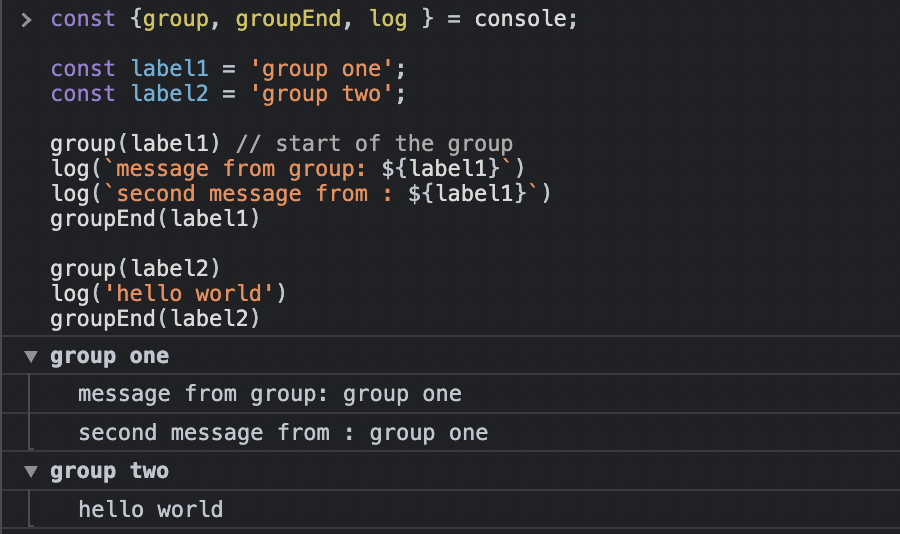 const {group, groupEnd, log } = console;
const label1 = 'group one';
const label2 = 'group two';
group(label1) // start of the group
log(`message from group: ${label1}`)
log(`second message from : ${label1}`)
groupEnd(label1)
group(label2)
log('hello world')
groupEnd(label2)
group one
message from group: group one
second message from : group one
group two
hello world